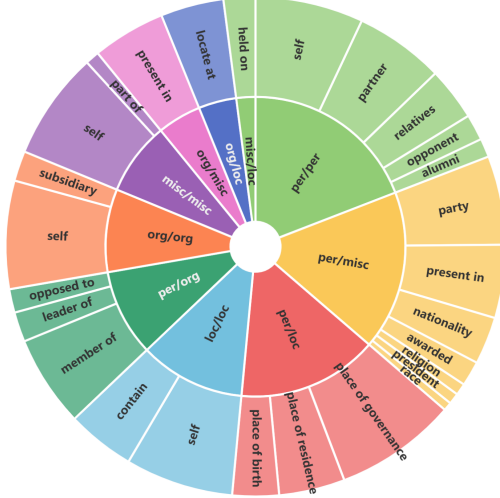 held on
self
partner
relatives
opponent
alumni
party
present in
nationality
awarded
religion
president
race
place of governance
place of residence
place of birth
self
contain
member of
leader of
opposed to
self
subsidiary
self
part of
present in
locate at
per/per
per/misc
per/loc
loc/loc
per/org
org/org
misc/misc
org/misc
org/loc
misc/loc